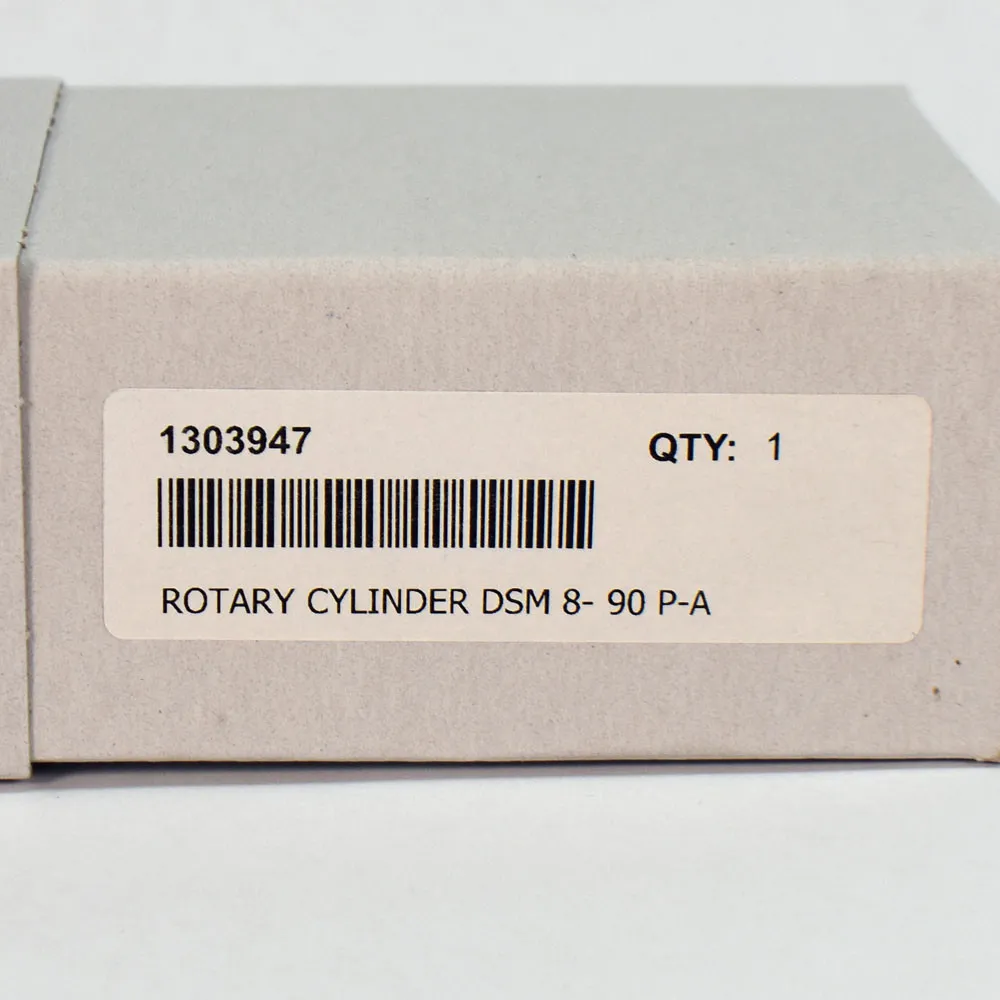 1303947 QTY: 1
ROTARY CYLINDER DSM 8- 90 P-A